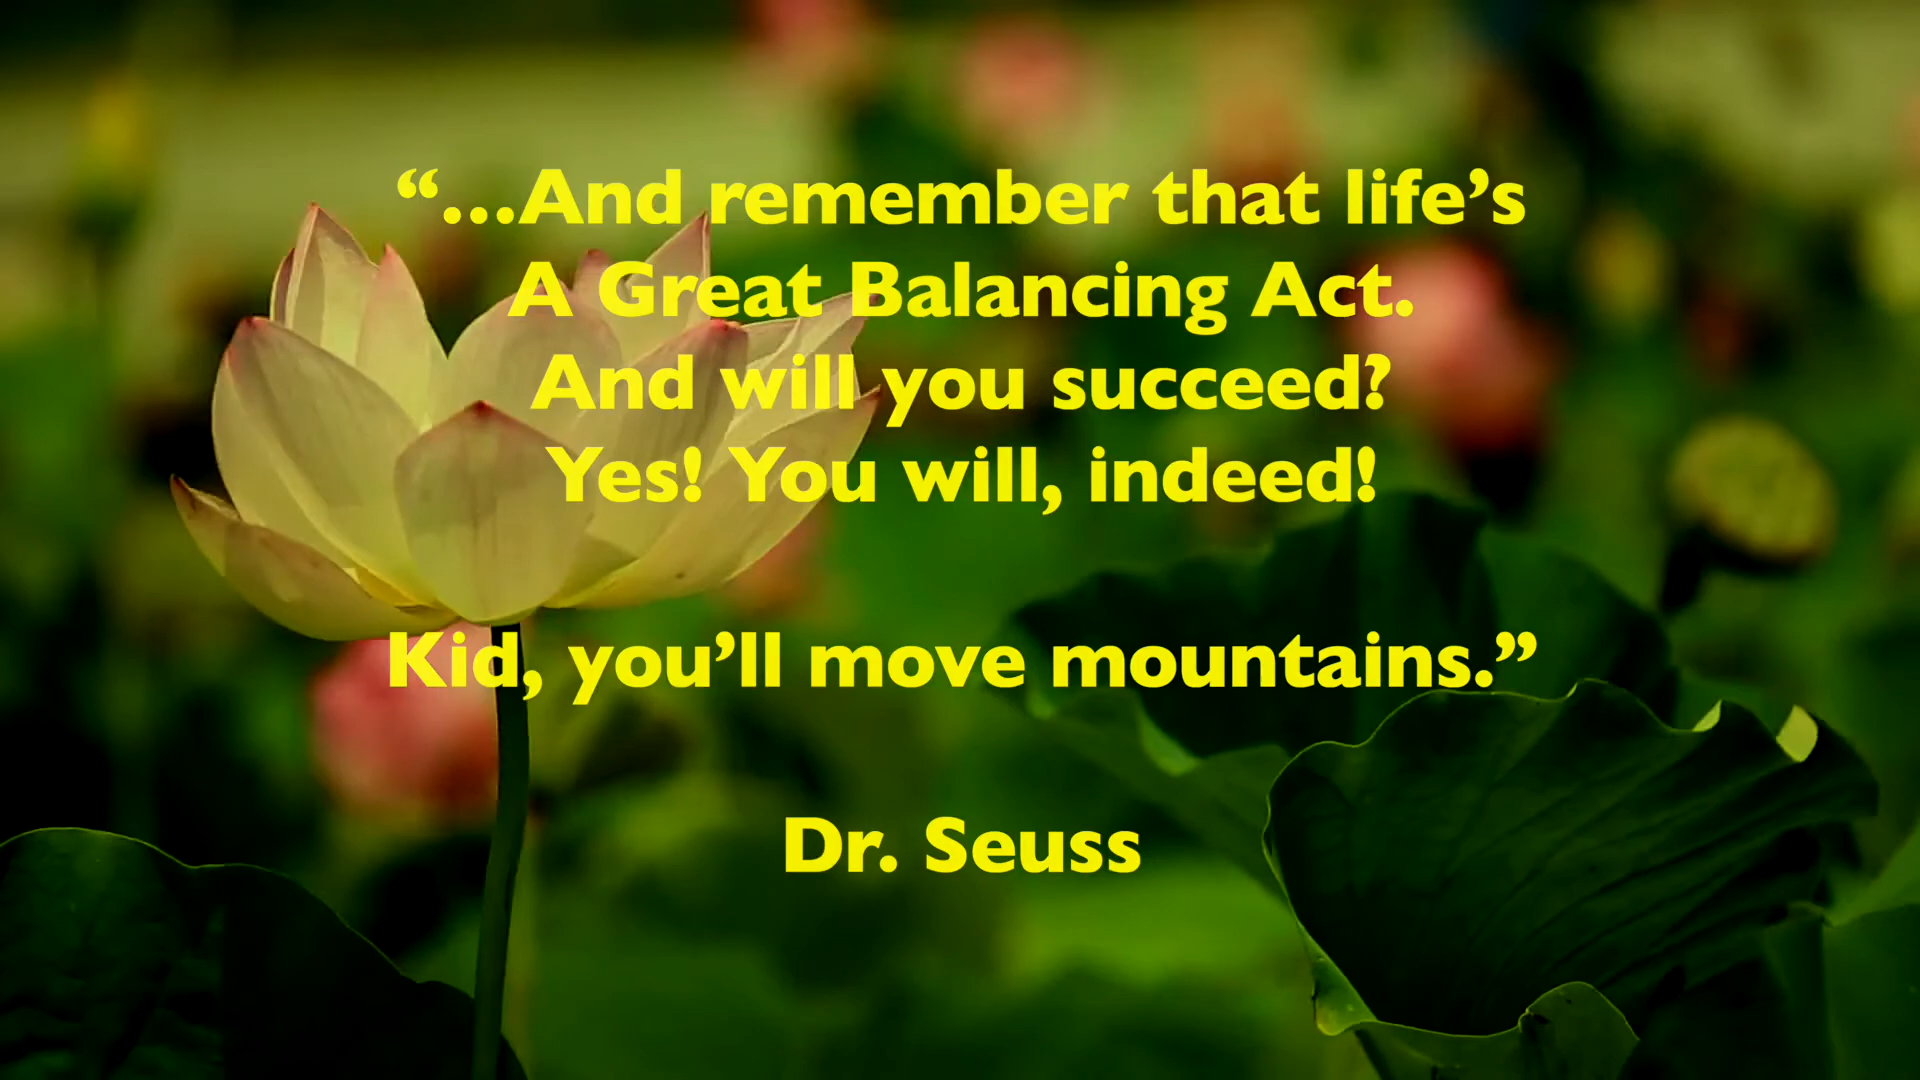 “…And remember that life’s
A Great Balancing Act.
And will you succeed?
Yes! You will, indeed!
Kid, you’ll move mountains.”
Dr. Seuss